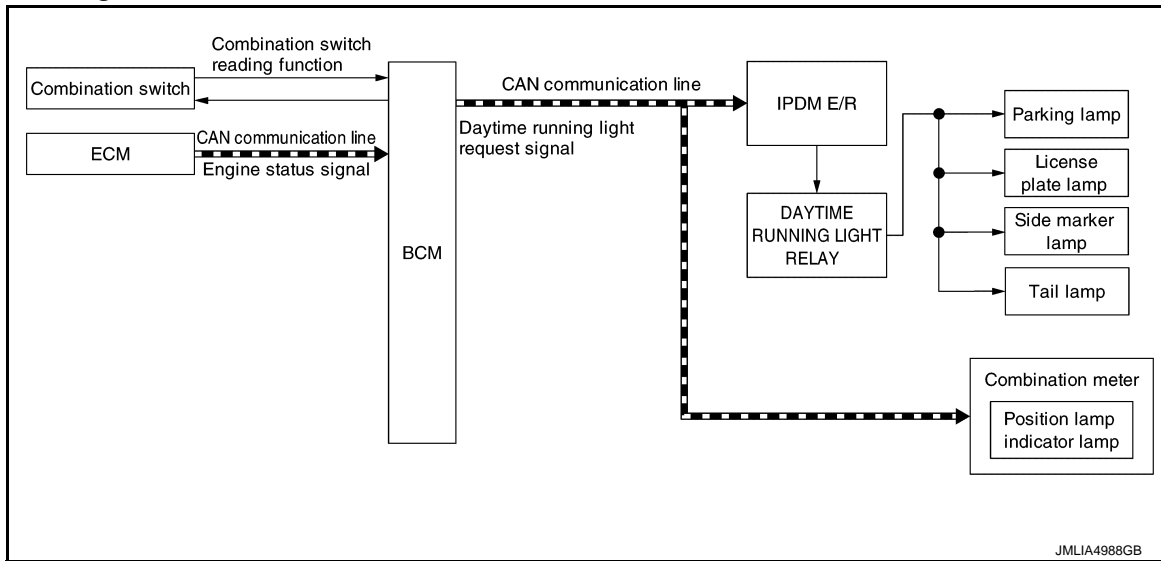 Combination switch
reading function
Combination switch
ECM
CAN communication line
Engine status signal
BCM
CAN communication line
Daytime running light
request signal
IPDM E/R
DAYTIME
RUNNING LIGHT
RELAY
Parking lamp
License
plate lamp
Side marker
lamp
Tail lamp
Combination meter
Position lamp
indicator lamp
JMLIA4988GB